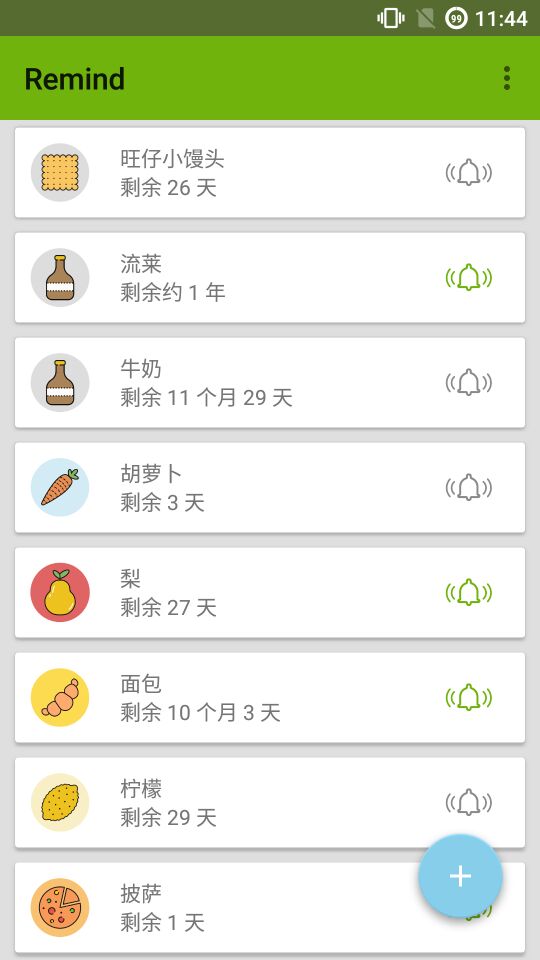 99 11:44
Remind
旺仔小馒头
剩余 26 天
流莱
剩余约 1 年
牛奶
剩余 11 个月 29 天
胡萝卜
剩余 3 天
梨
剩余 27 天
面包
剩余 10 个月 3 天
柠檬
剩余 29 天
披萨
剩余 1 天